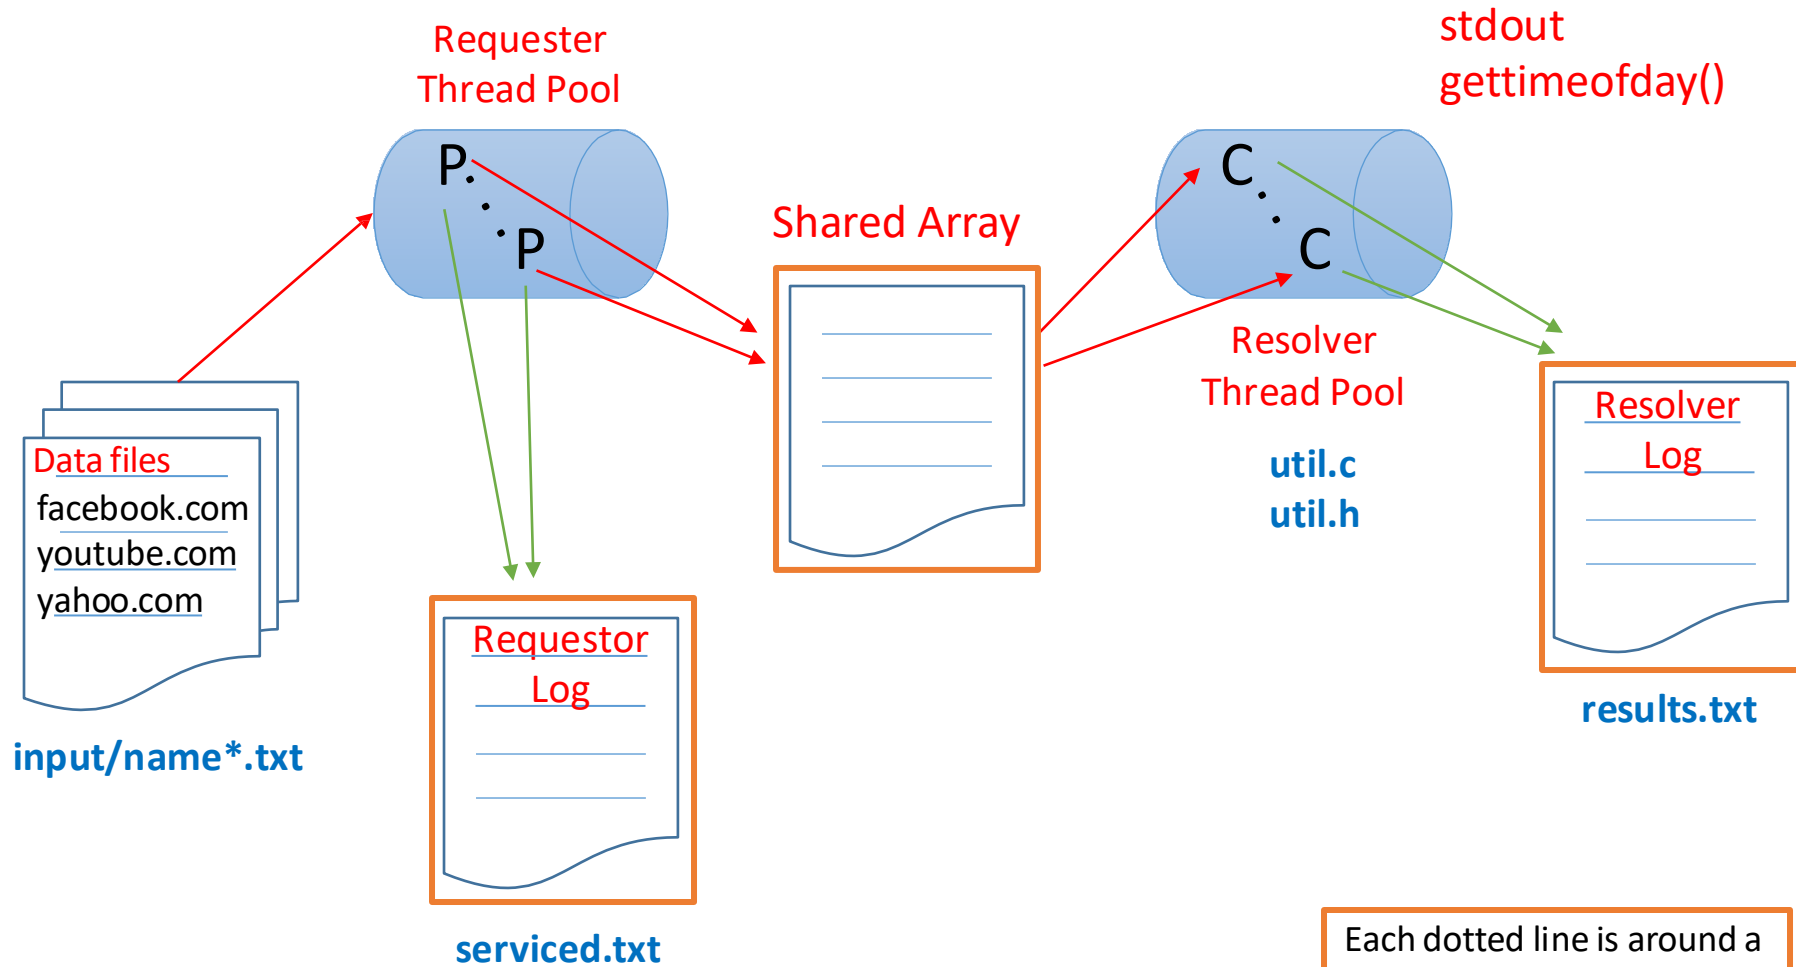 Requester
Thread Pool
stdout
gettimeofday()
P
P
Shared Array
C
C
Resolver
Thread Pool
util.c
util.h
Data files
facebook.com
youtube.com
yahoo.com
input/name*.txt
Requestor
Log
serviced.txt
Resolver
Log
results.txt
Each dotted line is around a